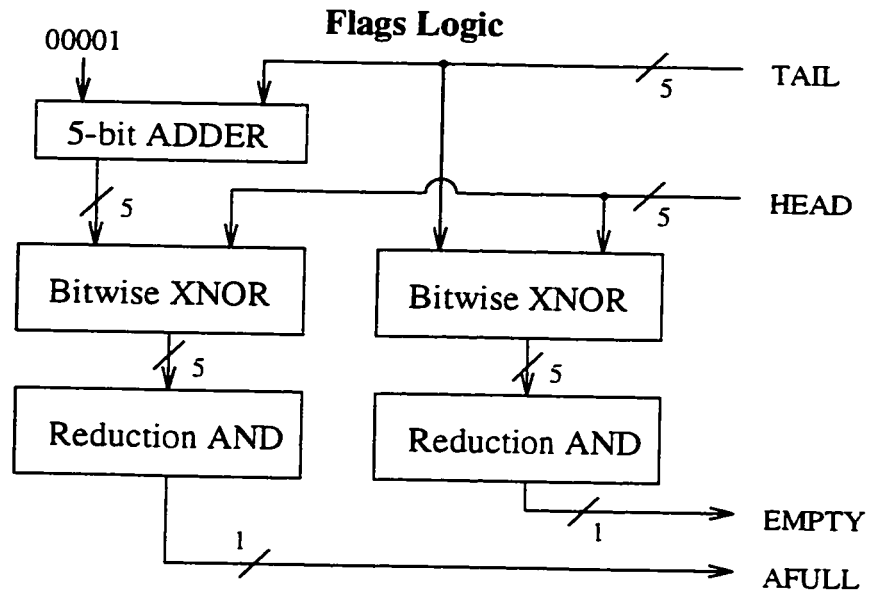 Flags Logic
00001
TAIL
5
5-bit ADDER
5
HEAD
5
Bitwise XNOR
Bitwise XNOR
5
5
Reduction AND
Reduction AND
1
EMPTY
1
AFULL